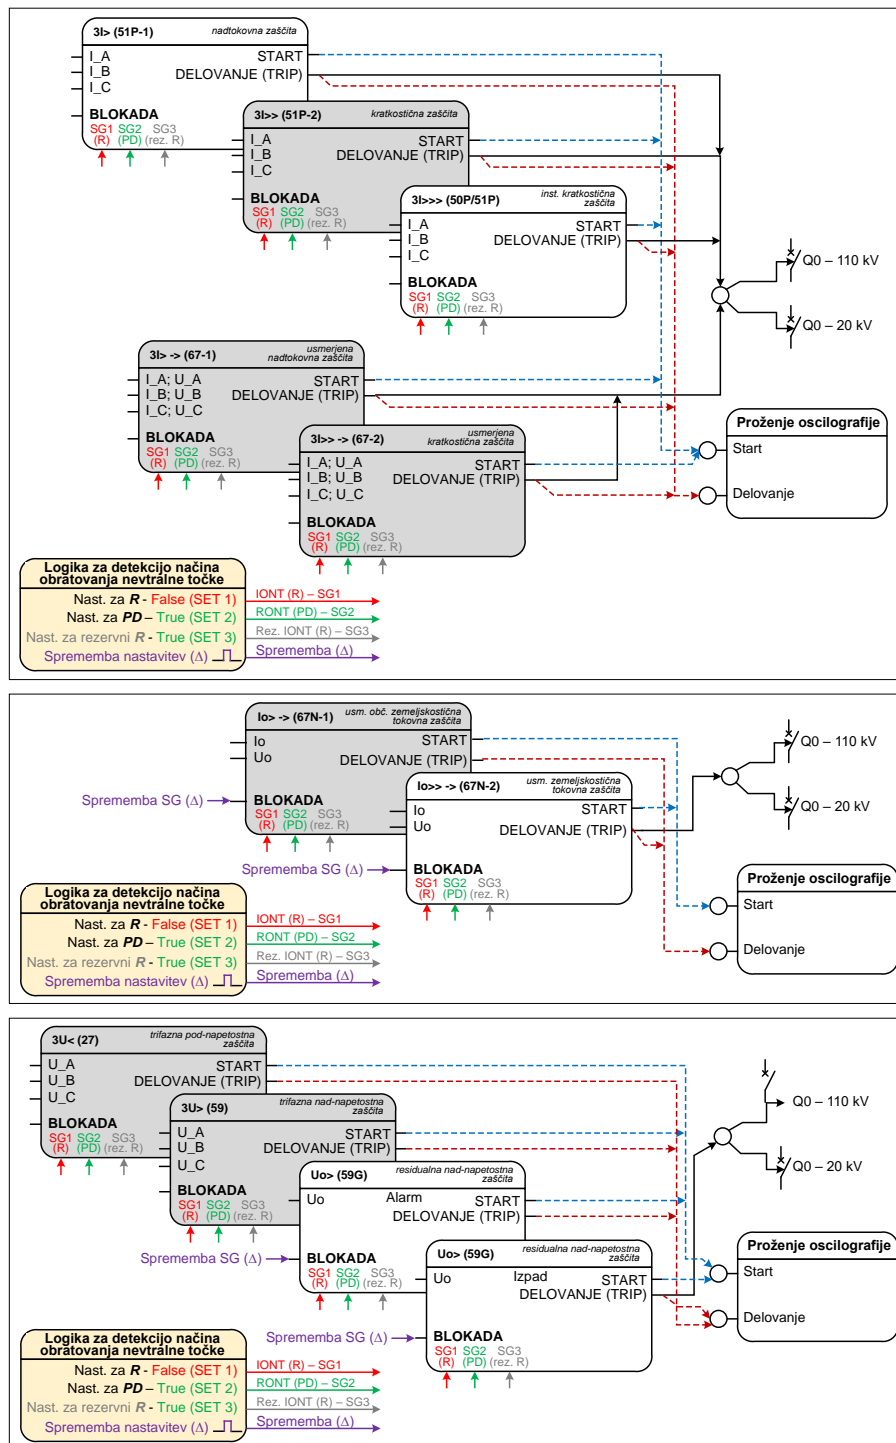 3I> (51P-1)
nadtokovna zaščita
I_A
I_B
I_C
START
DELOVANJE (TRIP)
BLOKADA
SG1 SG2 SG3
(R) (PD) (rez. R)
3I>> (51P-2)
kratkostična zaščita
I_A
I_B
I_C
START
DELOVANJE (TRIP)
BLOKADA
SG1 SG2 SG3
(R) (PD) (rez. R)
3I>>> (50P/51P)
inst. kratkostična
zaščita
I_A
I_B
I_C
START
DELOVANJE (TRIP)
BLOKADA
SG1 SG2 SG3
(R) (PD) (rez. R)
Q0 – 110 kV
Q0 – 20 kV
3I> -> (67-1)
usmerjena
nadtokovna zaščita
I_A; U_A
I_B; U_B
I_C; U_C
START
DELOVANJE (TRIP)
BLOKADA
SG1 SG2 SG3
(R) (PD) (rez. R)
3I>> -> (67-2)
usmerjena
kratkostična zaščita
I_A; U_A
I_B; U_B
I_C; U_C
START
DELOVANJE (TRIP)
BLOKADA
SG1 SG2 SG3
(R) (PD) (rez. R)
Proženje oscilografije
Start
Delovanje
Logika za detekcijo načina
obratovanja nevtralne točke
Nast. za R - False (SET 1)
Nast. za PD – True (SET 2)
Nast. za rezervni R - True (SET 3)
Sprememba nastavitev (Δ)
IONT (R) – SG1
RONT (PD) – SG2
Rez. IONT (R) – SG3
Sprememba (Δ)
Io> -> (67N-1)
usm. obč. zemeljskostična
tokovna zaščita
Io
Uo
START
DELOVANJE (TRIP)
Sprememba SG (Δ)
BLOKADA
SG1 SG2 SG3
(R) (PD) (rez. R)
Io>> -> (67N-2)
usm. zemeljskostična
tokovna zaščita
Io
Uo
START
DELOVANJE (TRIP)
Sprememba SG (Δ)
BLOKADA
SG1 SG2 SG3
(R) (PD) (rez. R)
Q0 – 110 kV
Q0 – 20 kV
Proženje oscilografije
Start
Delovanje
Logika za detekcijo načina
obratovanja nevtralne točke
Nast. za R - False (SET 1)
Nast. za PD – True (SET 2)
Nast. za rezervni R - True (SET 3)
Sprememba nastavitev (Δ)
IONT (R) – SG1
RONT (PD) – SG2
Rez. IONT (R) – SG3
Sprememba (Δ)
3U< (27)
trifazna pod-napetostna
zaščita
U_A
U_B
U_C
START
DELOVANJE (TRIP)
BLOKADA
SG1 SG2 SG3
(R) (PD) (rez. R)
3U> (59)
trifazna nad-napetostna
zaščita
U_A
U_B
U_C
START
DELOVANJE (TRIP)
BLOKADA
SG1 SG2 SG3
(R) (PD) (rez. R)
Uo> (59G)
residualna nad-napetostna
zaščita
Uo Alarm START
DELOVANJE (TRIP)
Sprememba SG (Δ)
BLOKADA
SG1 SG2 SG3
(R) (PD) (rez. R)
Uo> (59G)
residualna nad-napetostna
zaščita
Uo Izpad START
DELOVANJE (TRIP)
Sprememba SG (Δ)
BLOKADA
SG1 SG2 SG3
(R) (PD) (rez. R)
Q0 – 110 kV
Q0 – 20 kV
Proženje oscilografije
Start
Delovanje
Logika za detekcijo načina
obratovanja nevtralne točke
Nast. za R - False (SET 1)
Nast. za PD – True (SET 2)
Nast. za rezervni R - True (SET 3)
Sprememba nastavitev (Δ)
IONT (R) – SG1
RONT (PD) – SG2
Rez. IONT (R) – SG3
Sprememba (Δ)